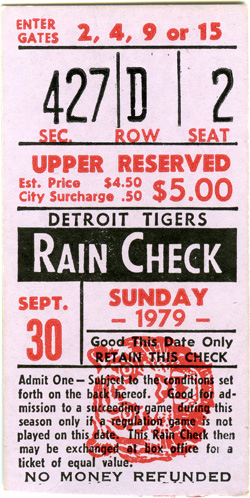 ENTER GATES 2, 4, 9 OR 15
427 D 2
SEC. ROW SEAT
UPPER RESERVED
Est. Price $4.50
City Surcharge .50 $5.00
DETROIT TIGERS
RAIN CHECK
SEPT. 30
SUNDAY
—1979—
Good This Date Only
RETAIN THIS CHECK
Admit One— Subject to the conditions set
forth on the back hereof. Good for ad-
mission to a succeeding game during this
season only if a regulation game is not
played on this date. This Rain Check then
may be exchanged at box office for a
ticket of equal value.
NO MONEY REFUNDED